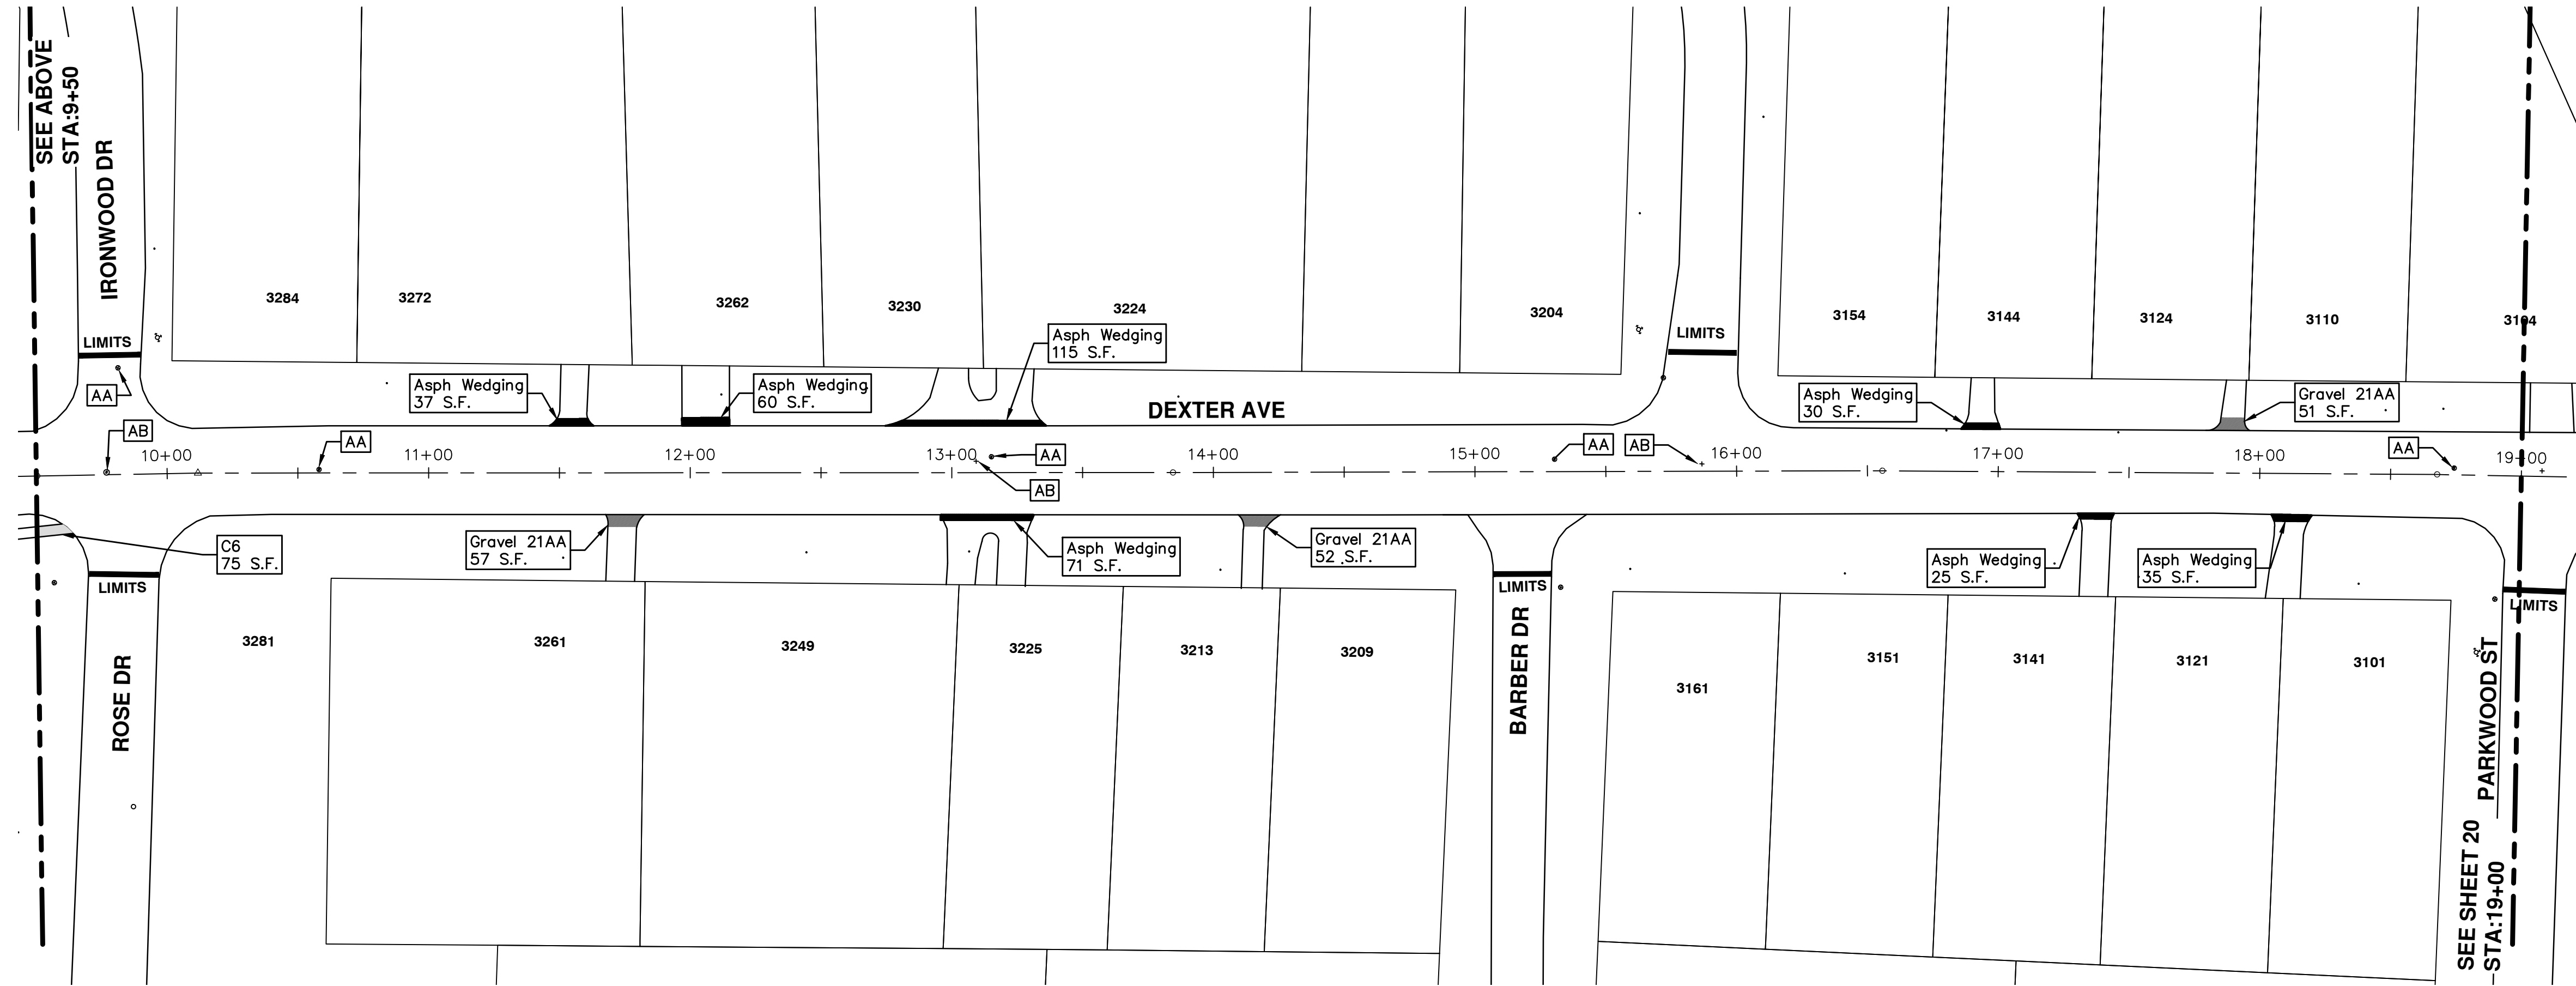 SEE ABOVE
STA:9+50
IRONWOOD DR
LIMITS
AA
AB
3284
3272
3262
3230
3224
3204
LIMITS
3154
3144
3124
3110
3104
Asph Wedging
37 S.F.
Asph Wedging
60 S.F.
Asph Wedging
115 S.F.
DEXTER AVE
Asph Wedging
30 S.F.
Gravel 21AA
51 S.F.
AA
AA
AB
AA
AB
AA
10+00
11+00
12+00
13+00
14+00
15+00
16+00
17+00
18+00
19+00
C6
75 S.F.
Gravel 21AA
57 S.F.
Asph Wedging
71 S.F.
Gravel 21AA
52 S.F.
Asph Wedging
25 S.F.
Asph Wedging
35 S.F.
LIMITS
LIMITS
LIMITS
3281
3261
3249
3225
3213
3209
3161
3151
3141
3121
3101
ROSE DR
BARBER DR
PARKWOOD ST
SEE SHEET 20
STA:19+00